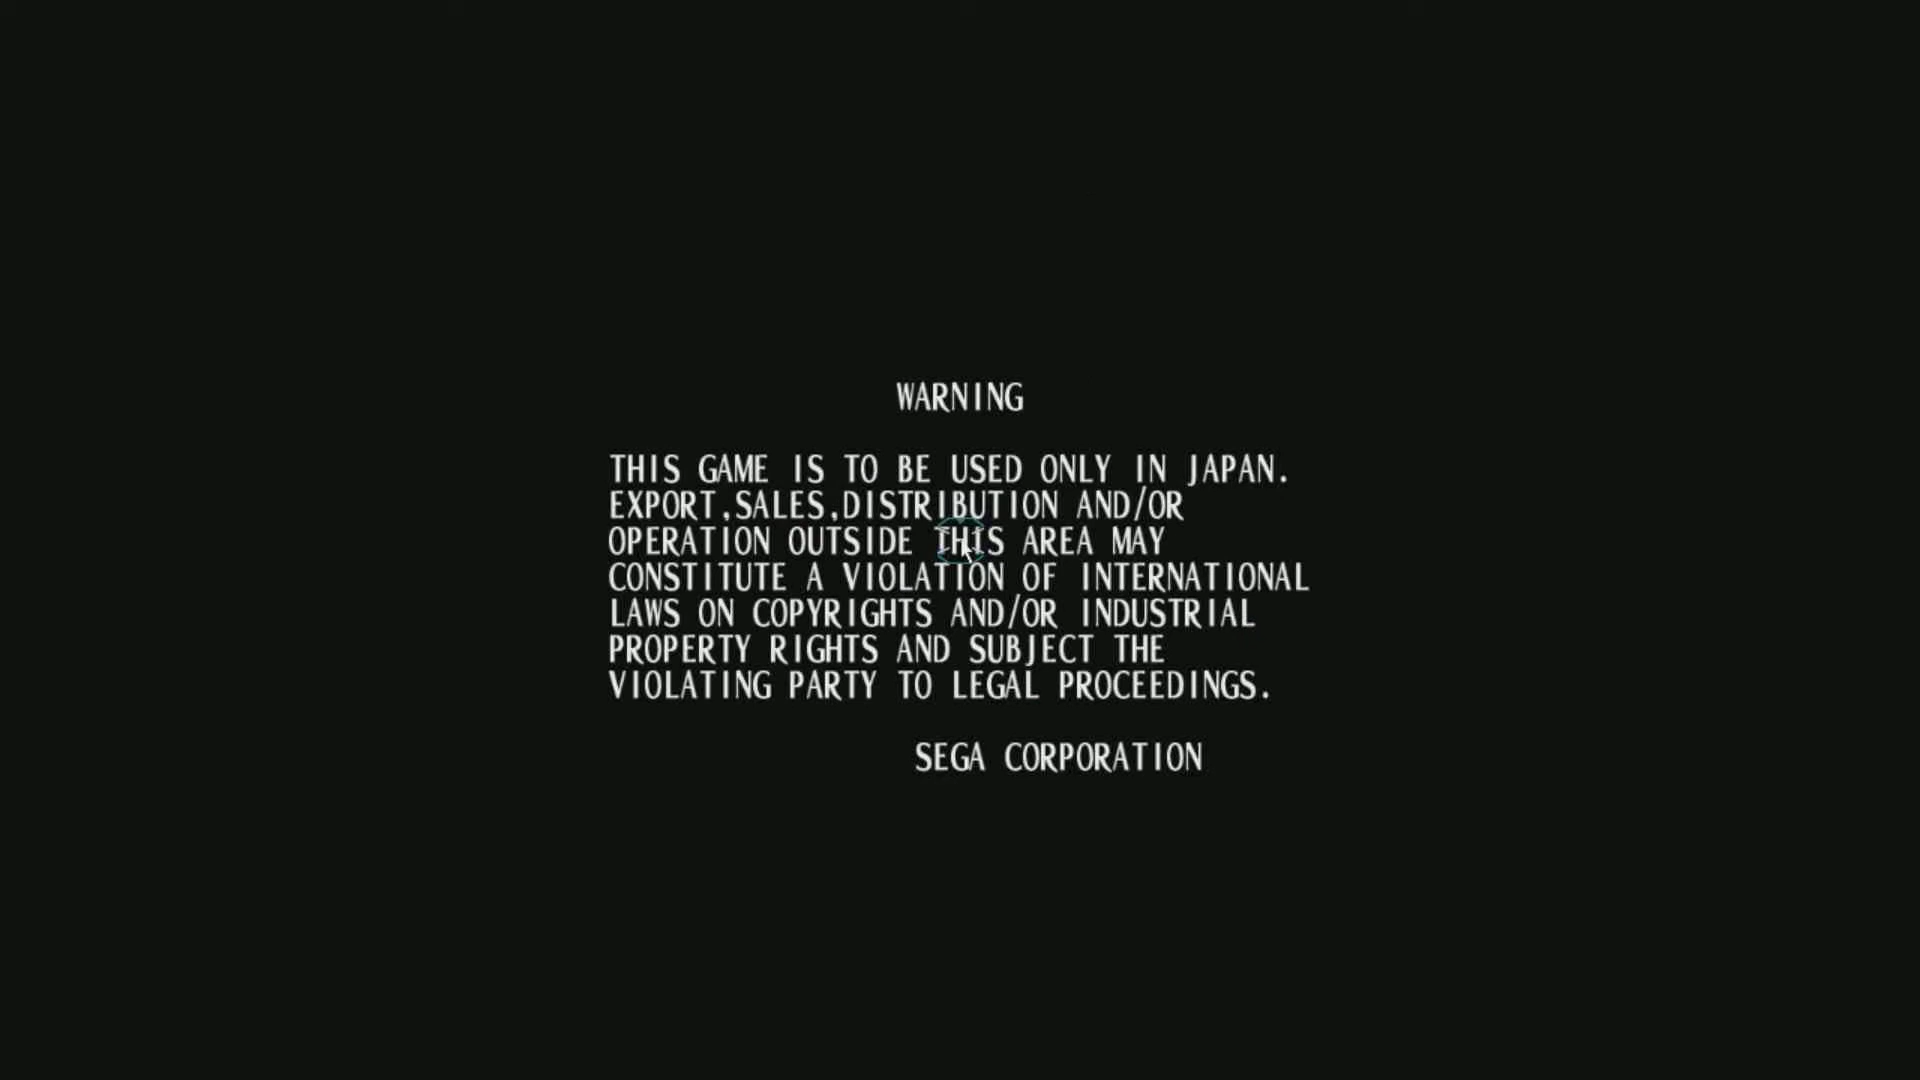 WARNING
THIS GAME IS TO BE USED ONLY IN JAPAN.
EXPORT,SALES,DISTRIBUTION AND/OR
OPERATION OUTSIDE THIS AREA MAY
CONSTITUTE A VIOLATION OF INTERNATIONAL
LAWS ON COPYRIGHTS AND/OR INDUSTRIAL
PROPERTY RIGHTS AND SUBJECT THE
VIOLATING PARTY TO LEGAL PROCEEDINGS.
SEGA CORPORATION